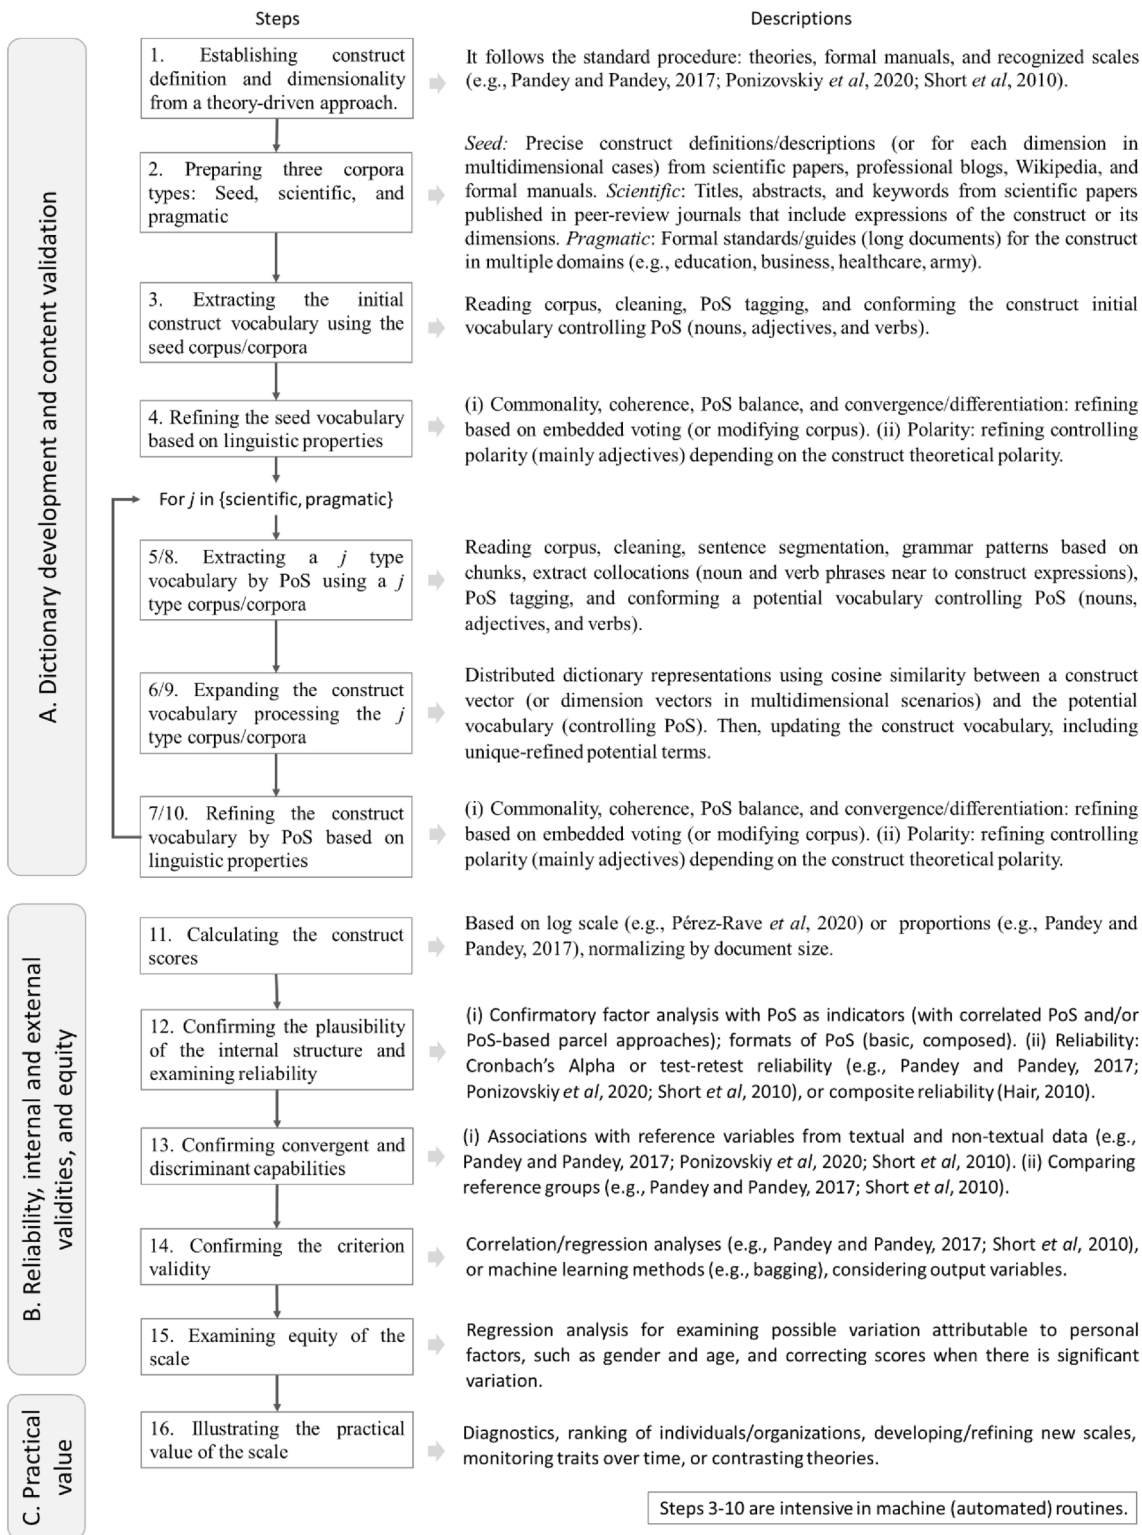 Steps
Descriptions
A. Dictionary development and content validation
1. Establishing construct
definition and dimensionality
from a theory-driven approach.
It follows the standard procedure: theories, formal manuals, and recognized scales
(e.g., Pandey and Pandey, 2017; Ponizovskiy et al, 2020; Short et al, 2010).
2. Preparing three corpora
types: Seed, scientific, and
pragmatic
Seed: Precise construct definitions/descriptions (or for each dimension in
multidimensional cases) from scientific papers, professional blogs, Wikipedia, and
formal manuals. Scientific: Titles, abstracts, and keywords from scientific papers
published in peer-review journals that include expressions of the construct or its
dimensions. Pragmatic: Formal standards/guides (long documents) for the construct
in multiple domains (e.g., education, business, healthcare, army).
3. Extracting the initial
construct vocabulary using the
seed corpus/corpora
Reading corpus, cleaning, PoS tagging, and conforming the construct initial
vocabulary controlling PoS (nouns, adjectives, and verbs).
4. Refining the seed vocabulary
based on linguistic properties
(i) Commonality, coherence, PoS balance, and convergence/differentiation: refining
based on embedded voting (or modifying corpus). (ii) Polarity: refining controlling
polarity (mainly adjectives) depending on the construct theoretical polarity.
For j in {scientific, pragmatic}
5/8. Extracting a j type
vocabulary by PoS using a j
type corpus/corpora
Reading corpus, cleaning, sentence segmentation, grammar patterns based on
chunks, extract collocations (noun and verb phrases near to construct expressions),
PoS tagging, and conforming a potential vocabulary controlling PoS (nouns,
adjectives, and verbs).
6/9. Expanding the construct
vocabulary processing the j
type corpus/corpora
Distributed dictionary representations using cosine similarity between a construct
vector (or dimension vectors in multidimensional scenarios) and the potential
vocabulary (controlling PoS). Then, updating the construct vocabulary, including
unique-refined potential terms.
7/10. Refining the construct
vocabulary by PoS based on
linguistic properties
(i) Commonality, coherence, PoS balance, and convergence/differentiation: refining
based on embedded voting (or modifying corpus). (ii) Polarity: refining controlling
polarity (mainly adjectives) depending on the construct theoretical polarity.
B. Reliability, internal and external
validities, and equity
11. Calculating the construct
scores
Based on log scale (e.g., Pérez-Rave et al, 2020) or proportions (e.g., Pandey and
Pandey, 2017), normalizing by document size.
12. Confirming the plausibility
of the internal structure and
examining reliability
(i) Confirmatory factor analysis with PoS as indicators (with correlated PoS and/or
PoS-based parcel approaches); formats of PoS (basic, composed). (ii) Reliability:
Cronbach's Alpha or test-retest reliability (e.g., Pandey and Pandey, 2017;
Ponizovskiy et al, 2020; Short et al, 2010), or composite reliability (Hair, 2010).
13. Confirming convergent and
discriminant capabilities
(i) Associations with reference variables from textual and non-textual data (e.g.,
Pandey and Pandey, 2017; Ponizovskiy et al, 2020; Short et al, 2010). (ii) Comparing
reference groups (e.g., Pandey and Pandey, 2017; Short et al, 2010).
14. Confirming the criterion
validity
Correlation/regression analyses (e.g., Pandey and Pandey, 2017; Short et al, 2010),
or machine learning methods (e.g., bagging), considering output variables.
15. Examining equity of the
scale
Regression analysis for examining possible variation attributable to personal
factors, such as gender and age, and correcting scores when there is significant
variation.
C. Practical
value
16. Illustrating the practical
value of the scale
Diagnostics, ranking of individuals/organizations, developing/refining new scales,
monitoring traits over time, or contrasting theories.
Steps 3-10 are intensive in machine (automated) routines.